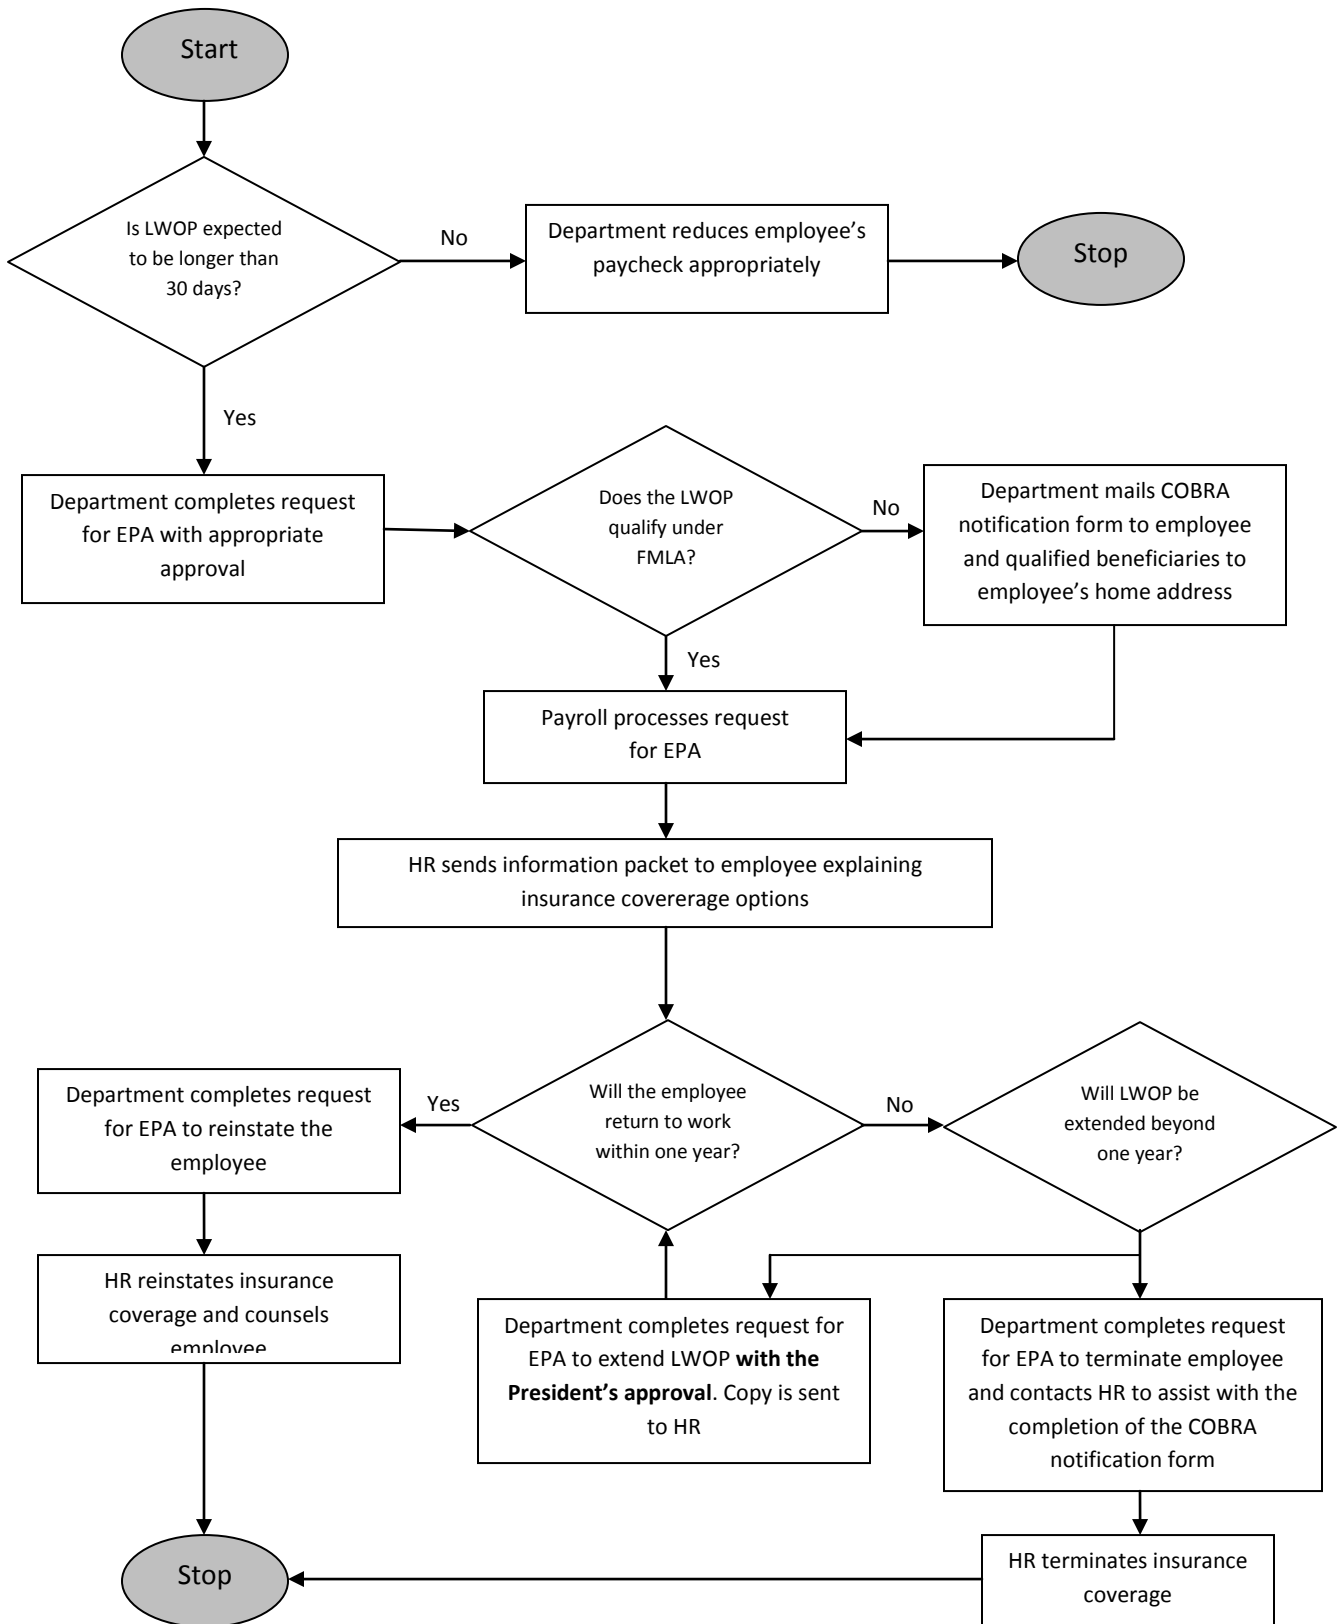 Start
Is LWOP expected
to be longer than
30 days?
No
Department reduces employee’s
paycheck appropriately
Stop
Yes
Department completes request
for EPA with appropriate
approval
Does the LWOP
qualify under
FMLA?
No
Department mails COBRA
notification form to employee
and qualified beneficiaries to
employee’s home address
Yes
Payroll processes request
for EPA
HR sends information packet to employee explaining
insurance covererage options
Will the employee
return to work
within one year?
Yes
No
Department completes request
for EPA to reinstate the
employee
Will LWOP be
extended beyond
one year?
HR reinstates insurance
coverage and counsels
employee
Department completes request for
EPA to extend LWOP with the
President’s approval. Copy is sent
to HR
Department completes request
for EPA to terminate employee
and contacts HR to assist with the
completion of the COBRA
notification form
Stop
HR terminates insurance
coverage